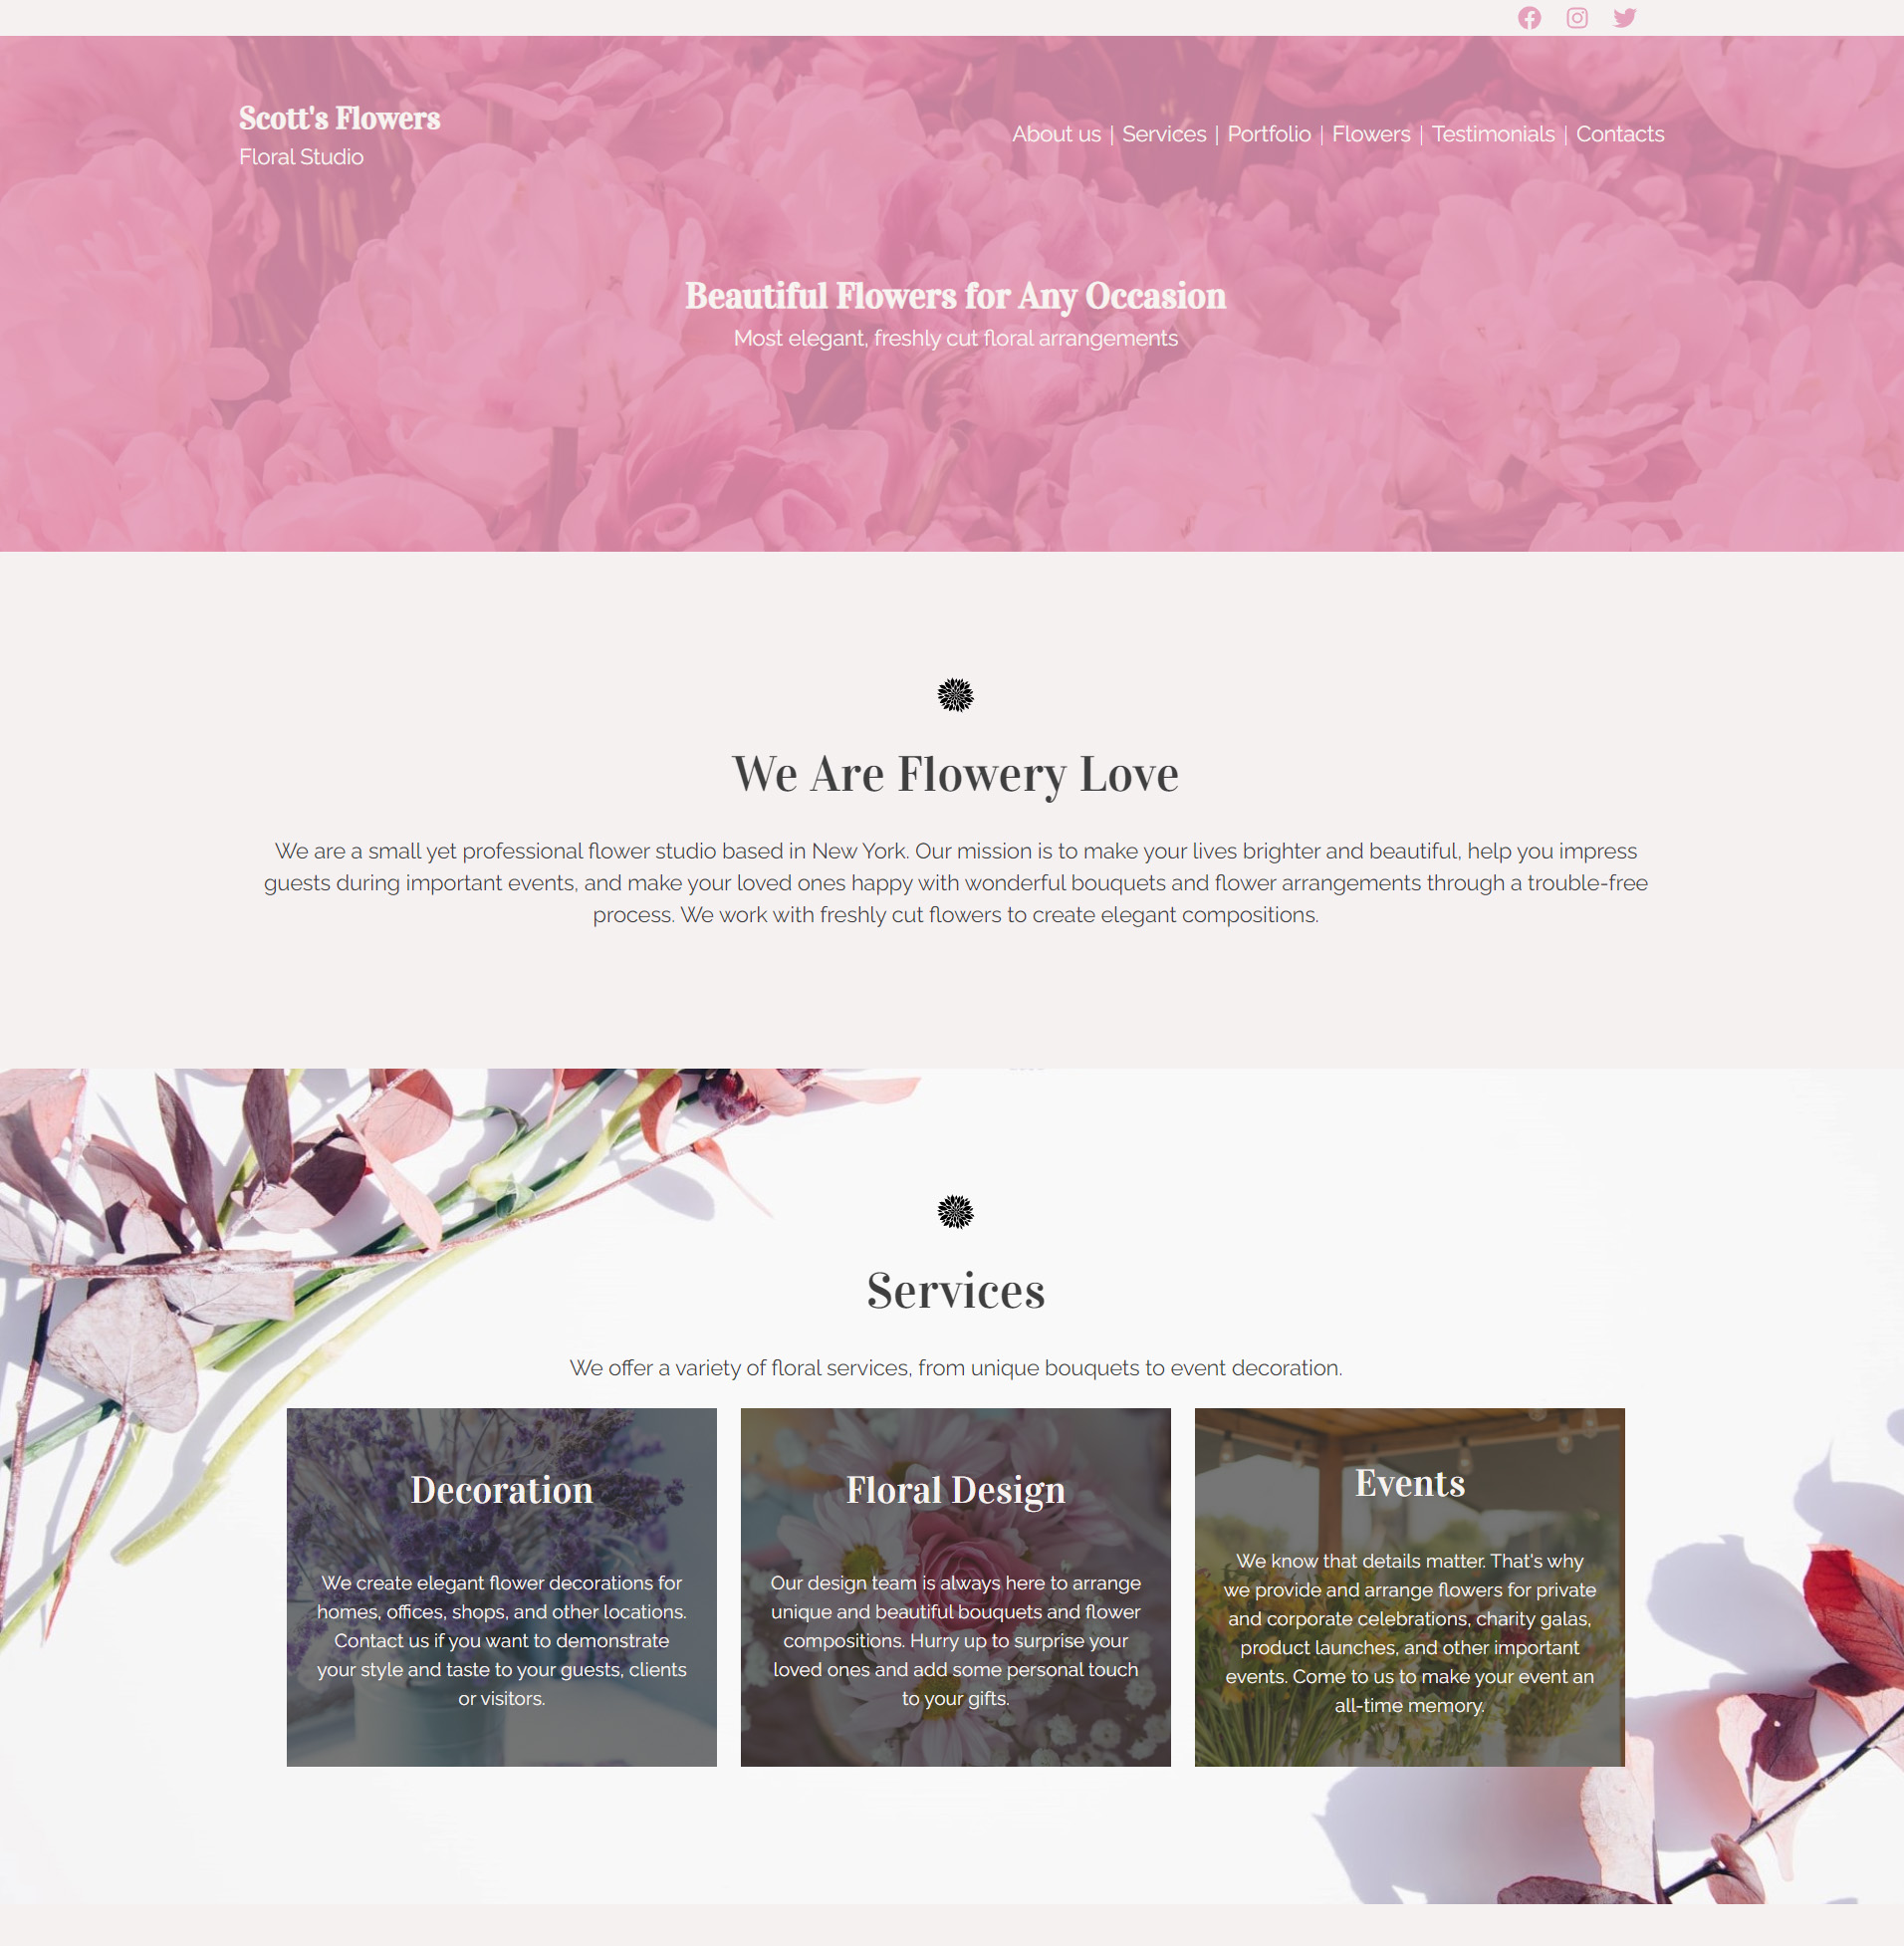 Scott's Flowers
Floral Studio
About us | Services | Portfolio | Flowers | Testimonials | Contacts
Beautiful Flowers for Any Occasion
Most elegant, freshly cut floral arrangements
We Are Flowery Love
We are a small yet professional flower studio based in New York. Our mission is to make your lives brighter and beautiful, help you impress
guests during important events, and make your loved ones happy with wonderful bouquets and flower arrangements through a trouble-free
process. We work with freshly cut flowers to create elegant compositions.
Services
We offer a variety of floral services, from unique bouquets to event decoration.
Decoration
We create elegant flower decorations for
homes, offices, shops, and other locations.
Contact us if you want to demonstrate
your style and taste to your guests, clients
or visitors.
Floral Design
Our design team is always here to arrange
unique and beautiful bouquets and flower
compositions. Hurry up to surprise your
loved ones and add some personal touch
to your gifts.
Events
We know that details matter. That's why
we provide and arrange flowers for private
and corporate celebrations, charity galas,
product launches, and other important
events. Come to us to make your event an
all-time memory.